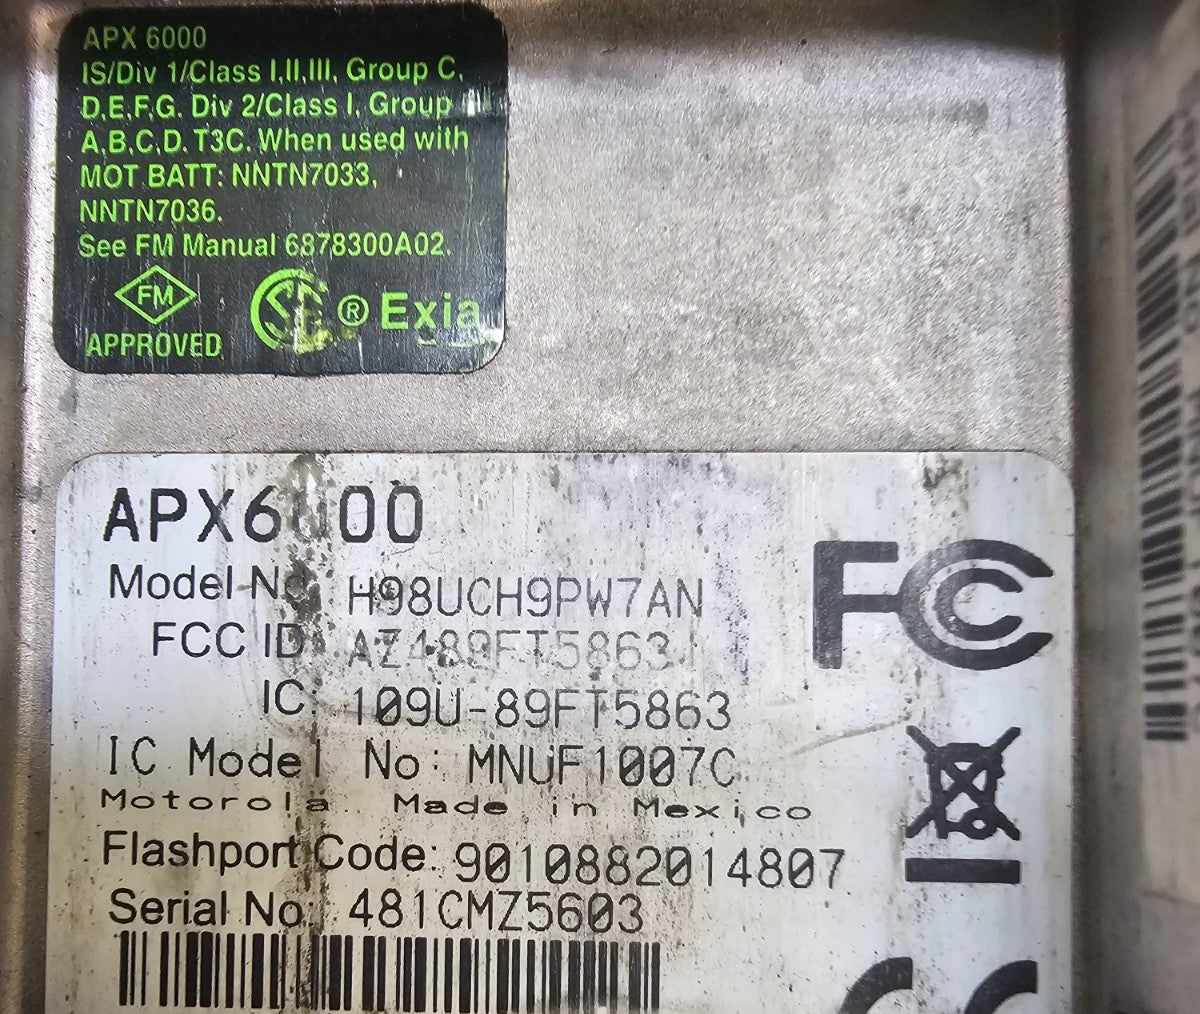 APX 6000
IS/Div 1/Class I,II,III, Group C,
D,E,F,G. Div 2/Class I, Group
A,B,C,D. T3C. When used with
MOT BATT: NNTN7033,
NNTN7036.
See FM Manual 6878300A02.
FM
APPROVED
® Exia
APX6000
FC
Model No: H98UCH9PW7AN
FCC ID: AZ489FT5863
IC: 109U-89FT5863
IC Model No: MNUF1007C
Motorola. Made in Mexico
Flashport Code: 9010882014807
Serial No: 481CMZ5603